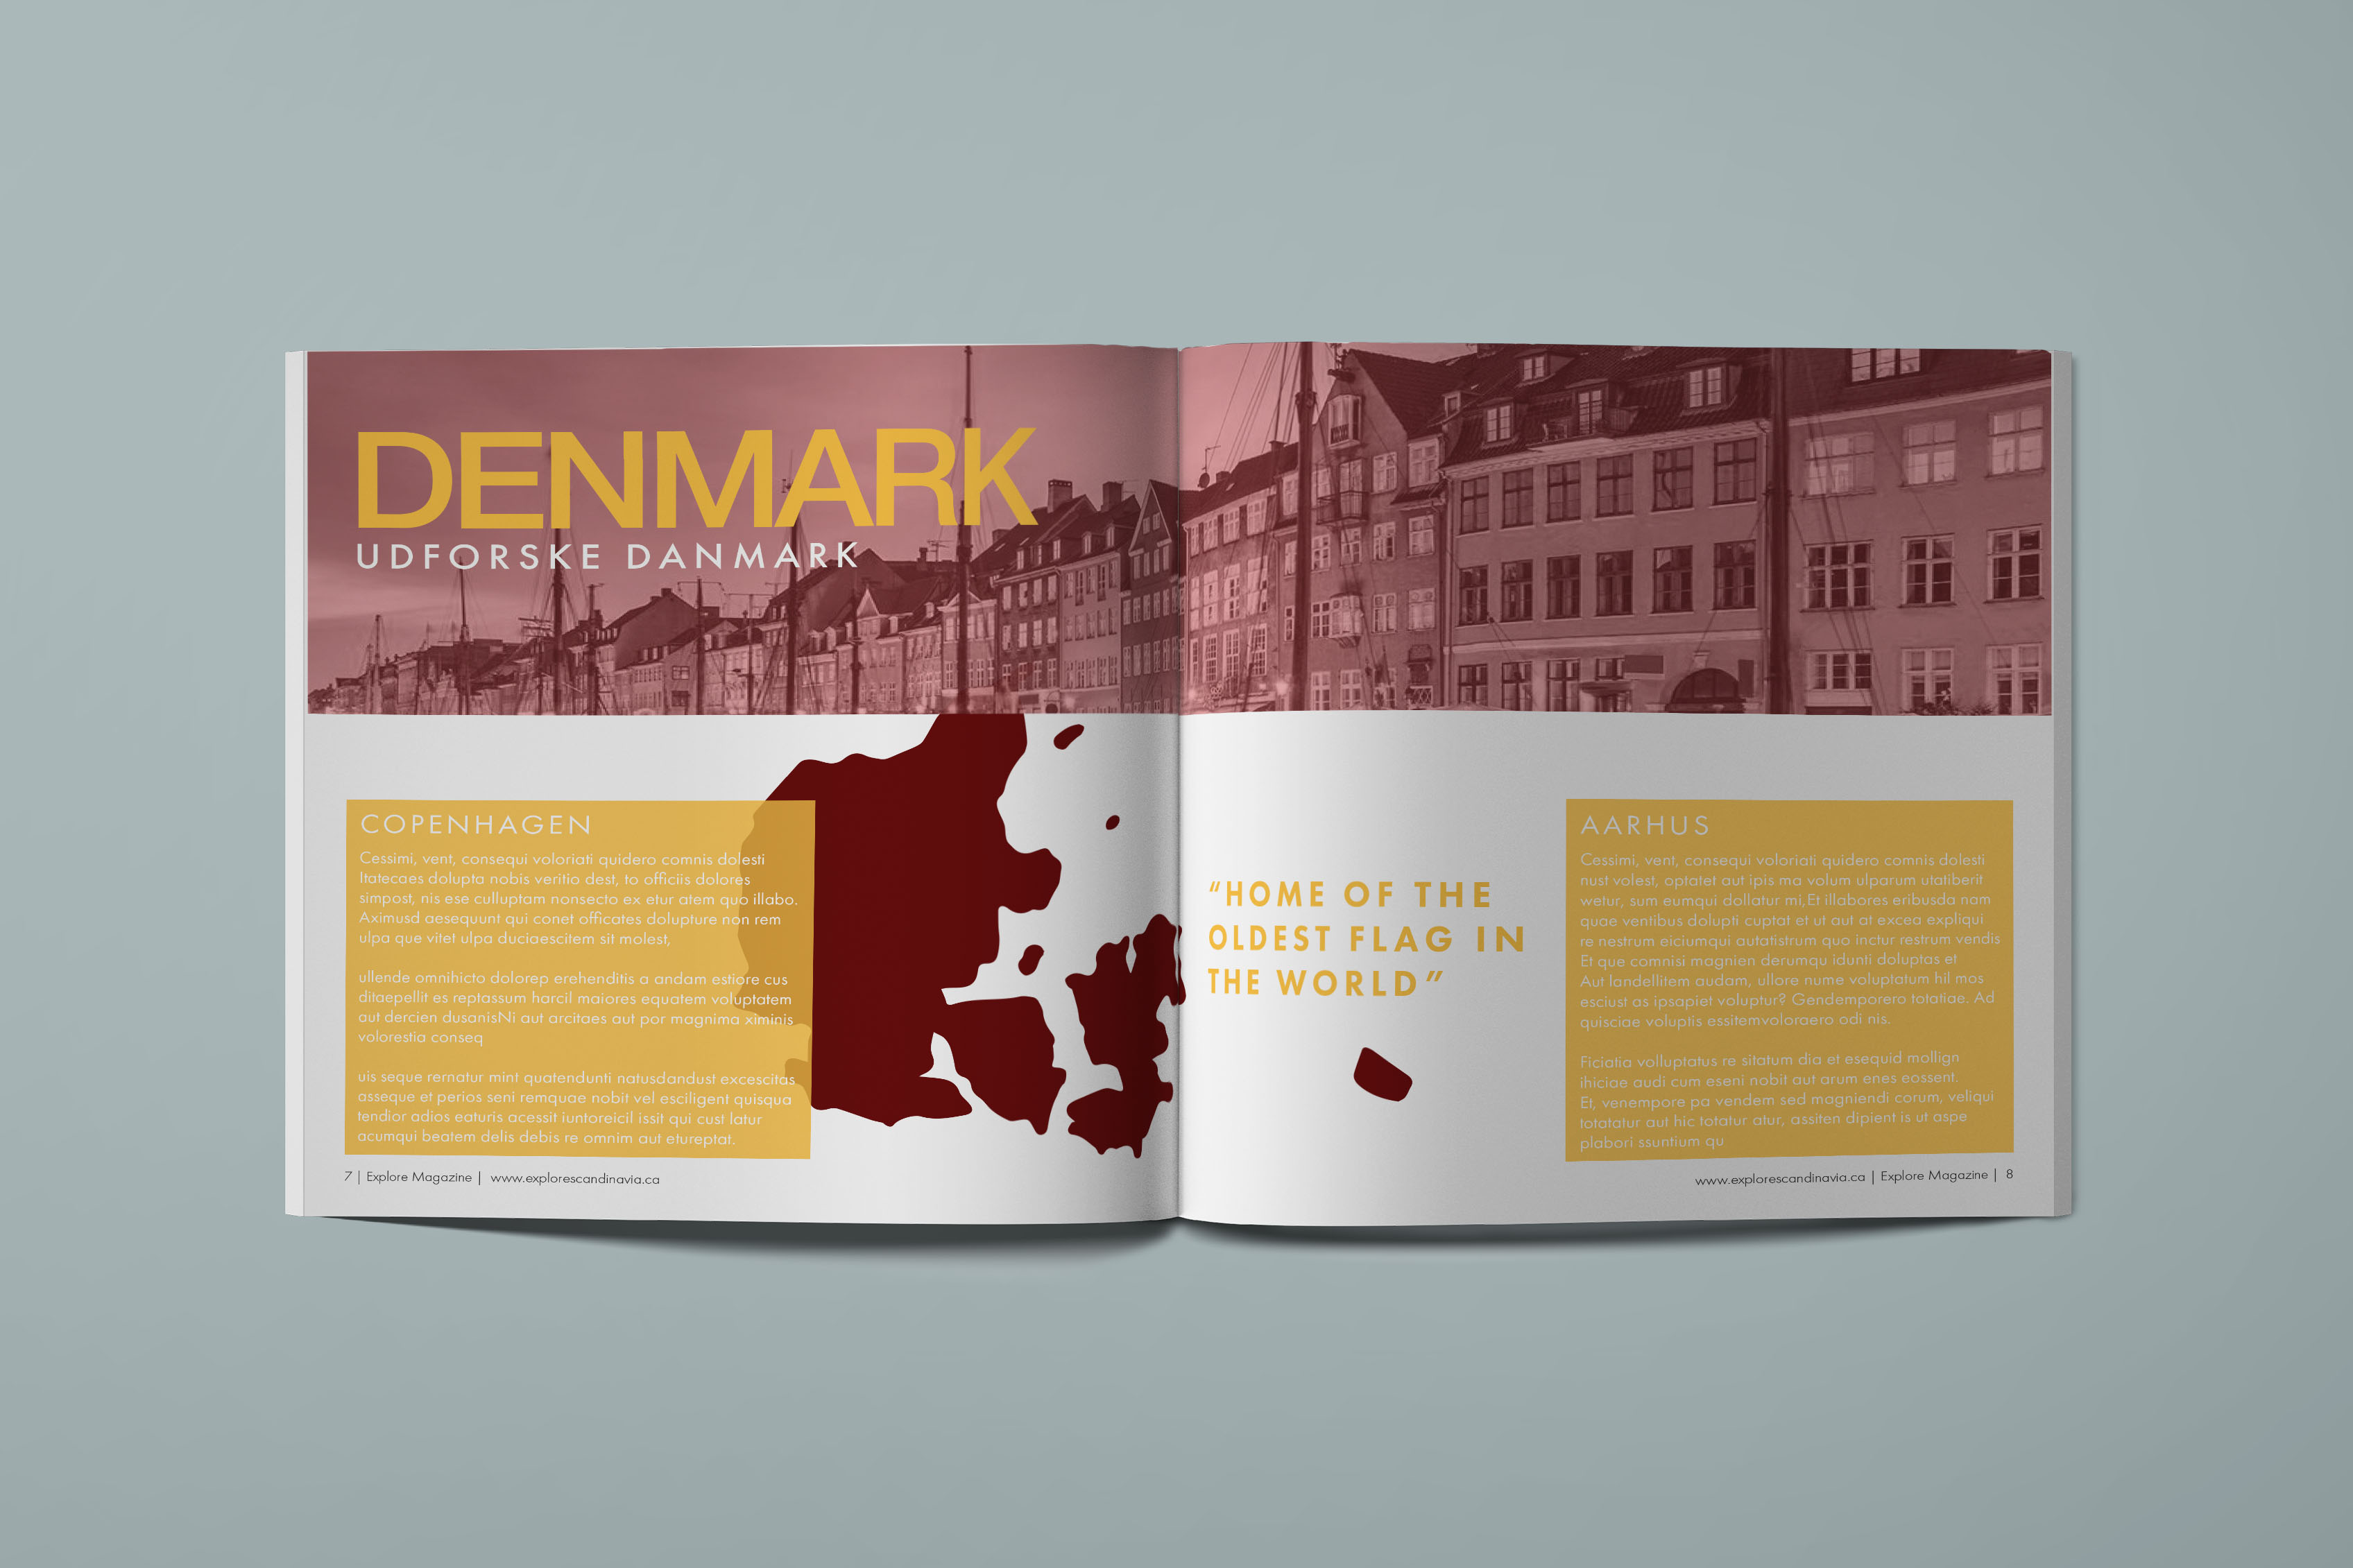 DENMARK
UDFORSKE DANMARK
COPENHAGEN
Cessimi, vent, consequi voloriati quidero comnis dolesti
Itatecaes dolupta nobis veritio dest, to officiis dolores
simpost, nis ese culluptam nonsecto ex etur atem quo illabo.
Aximusd aesequunt qui conet officates dolupture non rem
ulpa que vitet ulpa duciaescitem sit molest,
ullende omnihicto dolorep erehenditis a andam estiore cus
ditaepellit es reptassum harcil maiores equatem voluptatem
aut dercien dusanisNi aut arcitaes aut por magnima ximinis
volorestia conseq
uis seque rernatur mint quatendunti natusdandust excescitas
asseque et perios seni remquae nobit vel esciligent quisqua
tendior adios eaturis acessit iuntoreicil issit qui cust latur
acumqui beatem delis debis re omnim aut etureptat.
7 | Explore Magazine | www.explorescandinavia.ca
"HOME OF THE
OLDEST FLAG IN
THE WORLD"
AARHUS
Cessimi, vent, consequi voloriati quidero comnis dolesti
nust volest, optatet aut ipis ma volum ulparum utatiberit
wetur, sum eumqui dollatur mi,Et illabores eribusda nam
quae ventibus dolupti cuptat et ut aut at excea expliqui
re nestrum eiciumqui autatistrum quo inctur restrum vendis
Et que comnisi magnien derumqu idunti doluptas et
Aut landellitem audam, ullore nume voluptatum hil mos
esciust as ipsapiet voluptur? Gendemporero totatiae. Ad
quisciae voluptis essitemvoloraero odi nis.
Ficiatia volluptatus re sitatum dia et esequid mollign
ihiciae audi cum eseni nobit aut arum enes eossent.
Et, venempore pa vendem sed magniendi corum, veliqui
totatatur aut hic totatur atur, assiten dipient is ut aspe
plabori ssuntium qu
www.explorescandinavia.ca | Explore Magazine | 8